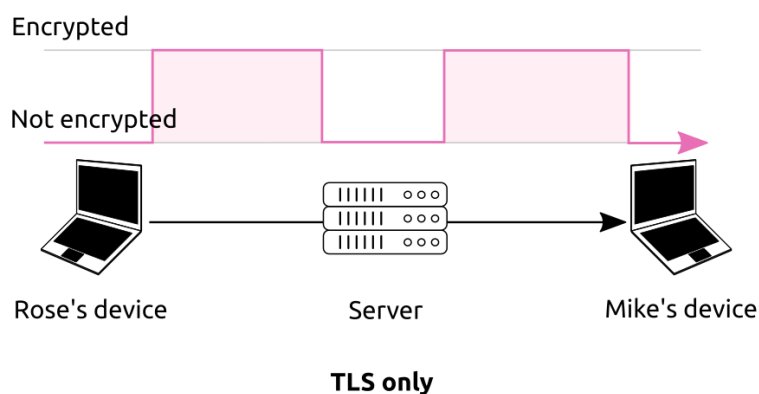 Encrypted
Not encrypted
Rose's device
Server
Mike's device
TLS only